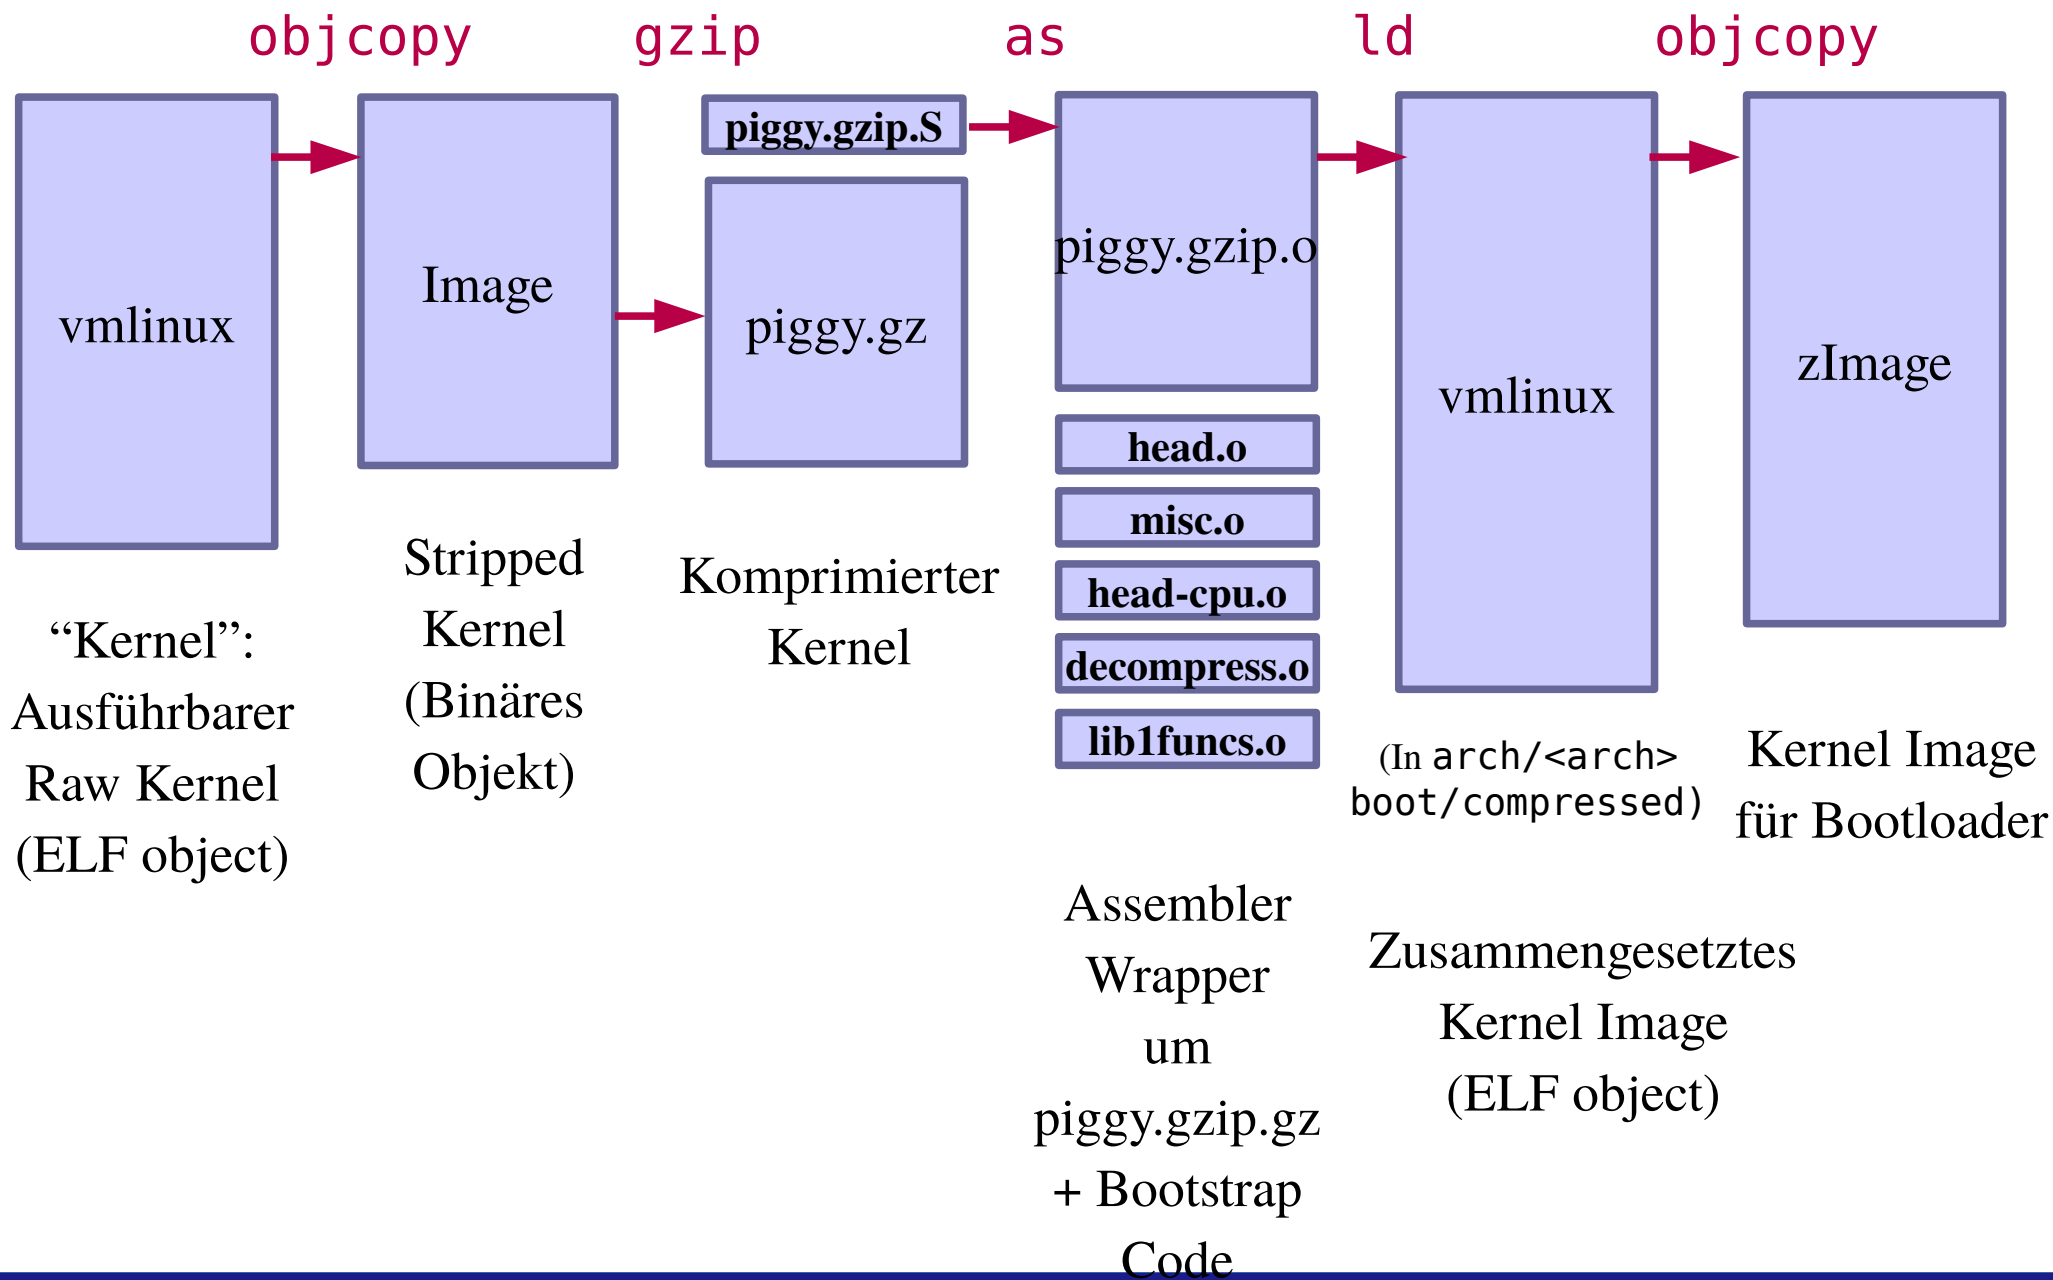 objcopy
gzip
as
ld
objcopy
vmlinux
“Kernel”:
Ausführbarer
Raw Kernel
(ELF object)
Image
Stripped
Kernel
(Binäres
Objekt)
piggy.gzip.S
piggy.gz
Komprimierter
Kernel
piggy.gzip.o
head.o
misc.o
head-cpu.o
decompress.o
lib1funcs.o
Assembler
Wrapper
um
piggy.gzip.gz
+ Bootstrap
Code
vmlinux
(In arch/<arch>
boot/compressed)
Zusammengesetztes
Kernel Image
(ELF object)
zImage
Kernel Image
für Bootloader